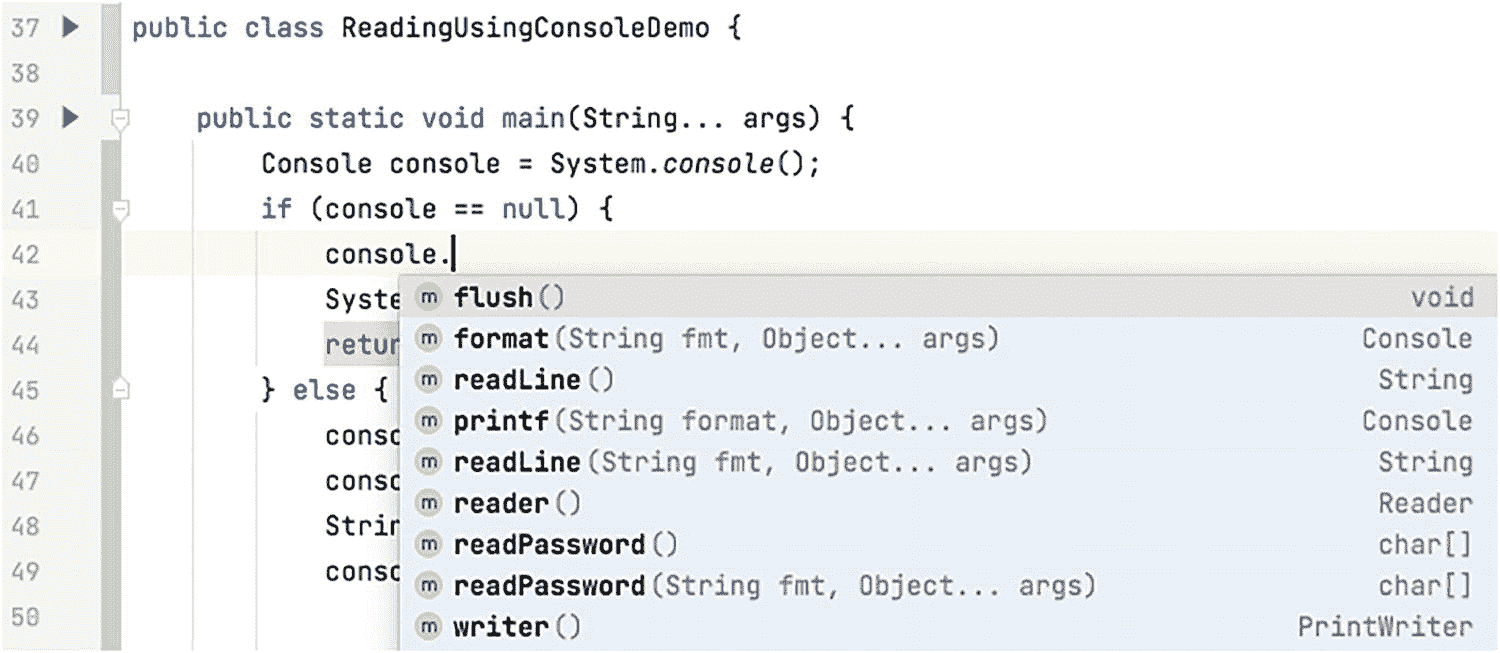 37 public class ReadingUsingConsoleDemo {
38
39 public static void main(String... args) {
40 Console console = System.console();
41 if (console == null) {
42 console.
43 Syste
44 retur
45 } else {
46 conso
47 conso
48 Strin
49 conso
50
m flush() void
m format(String fmt, Object... args) Console
m readLine() String
m printf(String format, Object... args) Console
m readLine(String fmt, Object... args) String
m reader() Reader
m readPassword() char[]
m readPassword(String fmt, Object... args) char[]
m writer() PrintWriter